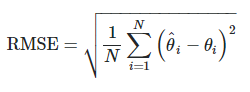 RMSE = \sqrt{\frac{1}{N} \sum_{i=1}^{N} \left( \hat{\theta}_i - \theta_i \right)^2}